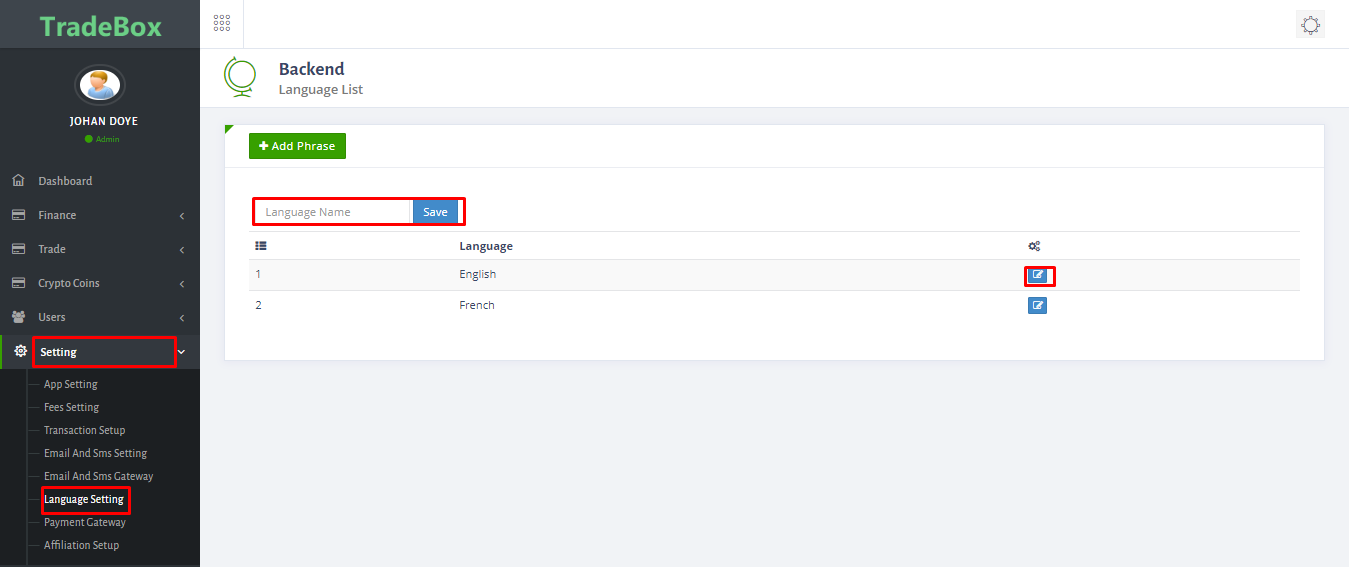 TradeBox
JOHAN DOYE
Admin
Dashboard
Finance
Trade
Crypto Coins
Users
Setting
App Setting
Fees Setting
Transaction Setup
Email And Sms Setting
Email And Sms Gateway
Language Setting
Payment Gateway
Affiliation Setup
Backend
Language List
Add Phrase
Language Name Save
Language
1 English
2 French